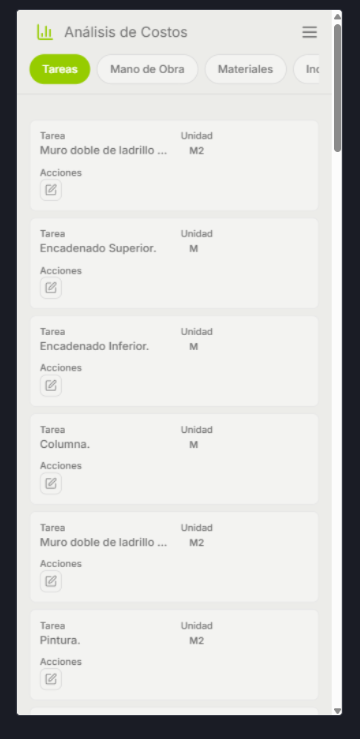 Análisis de Costos
Tareas Mano de Obra Materiales
Tarea Unidad
Muro doble de ladrillo ... M2
Acciones
Tarea Unidad
Encadenado Superior. M
Acciones
Tarea Unidad
Encadenado Inferior. M
Acciones
Tarea Unidad
Columna. M
Acciones
Tarea Unidad
Muro doble de ladrillo ... M2
Acciones
Tarea Unidad
Pintura. M2
Acciones